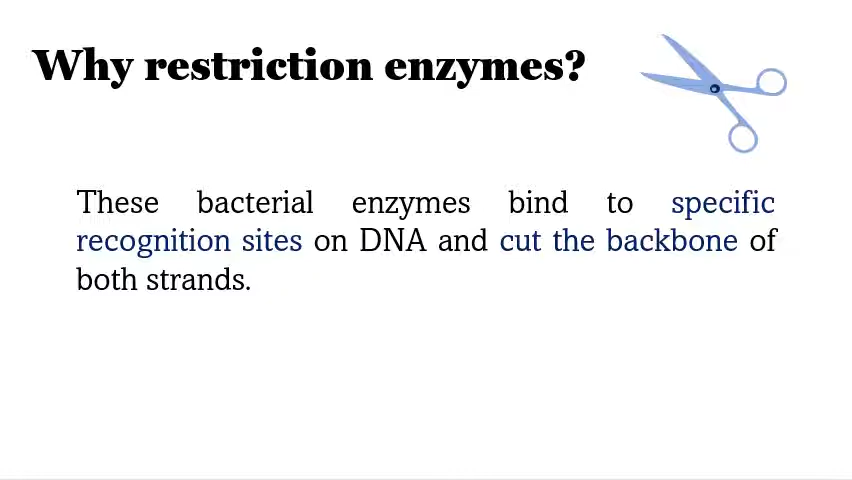 Why restriction enzymes?
These bacterial enzymes bind to specific
recognition sites on DNA and cut the backbone of
both strands.